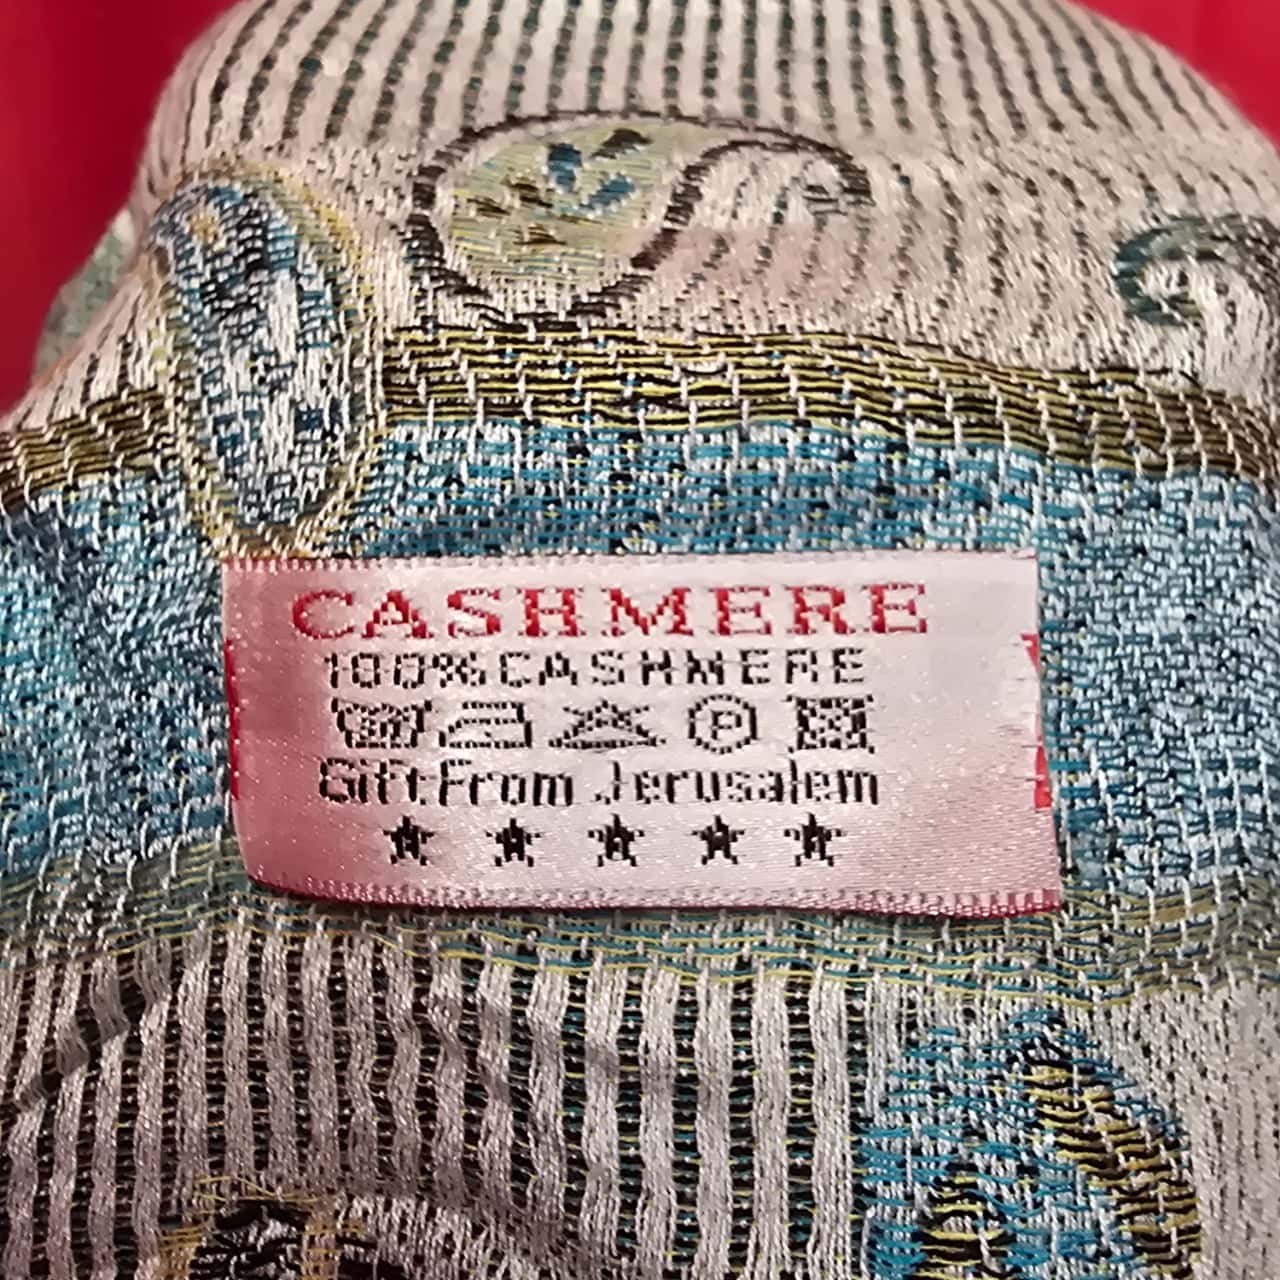 CASHMERE
100% CASHMERE
P
Gift From Jerusalem